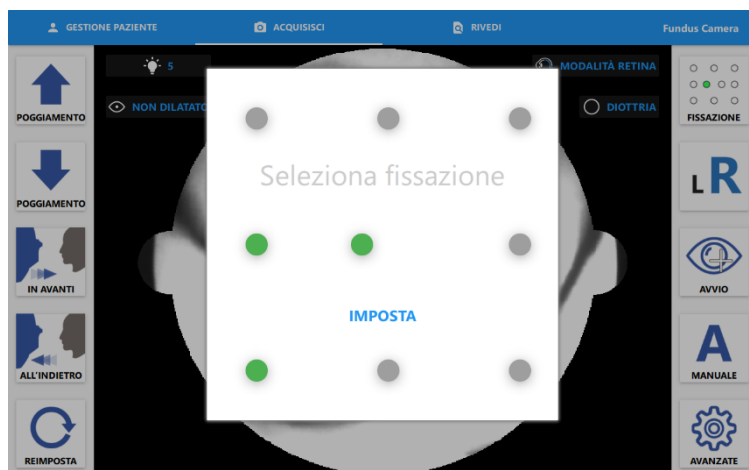 GESTIONE PAZIENTE
ACQUISISCI
RIVEDI
Fundus Camera
5
MODALITÀ RETINA
NON DILATATO
DIOTTRIA
POGGIAMENTO
POGGIAMENTO
IN AVANTI
ALL'INDIETRO
REIMPOSTA
Seleziona fissazione
IMPOSTA
FISSAZIONE
L R
AVVIO
A
MANUALE
AVANZATE